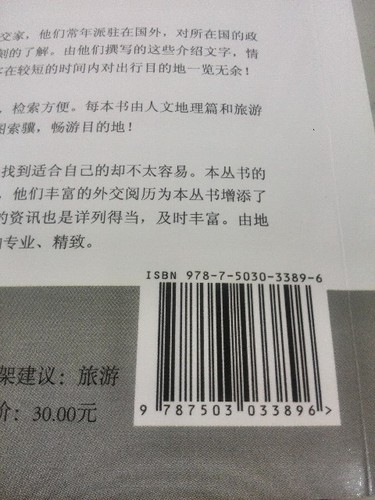 交家，他们常年派驻在国外，对所在国的政
刻的了解。由他们撰写的这些介绍文字，情
在较短的时间内对出行目的地一览无余！
，检索方便。每本书由人文地理篇和旅游
图索骥，畅游目的地！
找到适合自己的却不太容易。本丛书的
，他们丰富的外交阅历为本丛书增添了
的资讯也是详列得当，及时丰富。由地
的专业、精致。
ISBN 978-7-5030-3389-6
9 787503 033896 >
架建议：旅游
价：30.00元